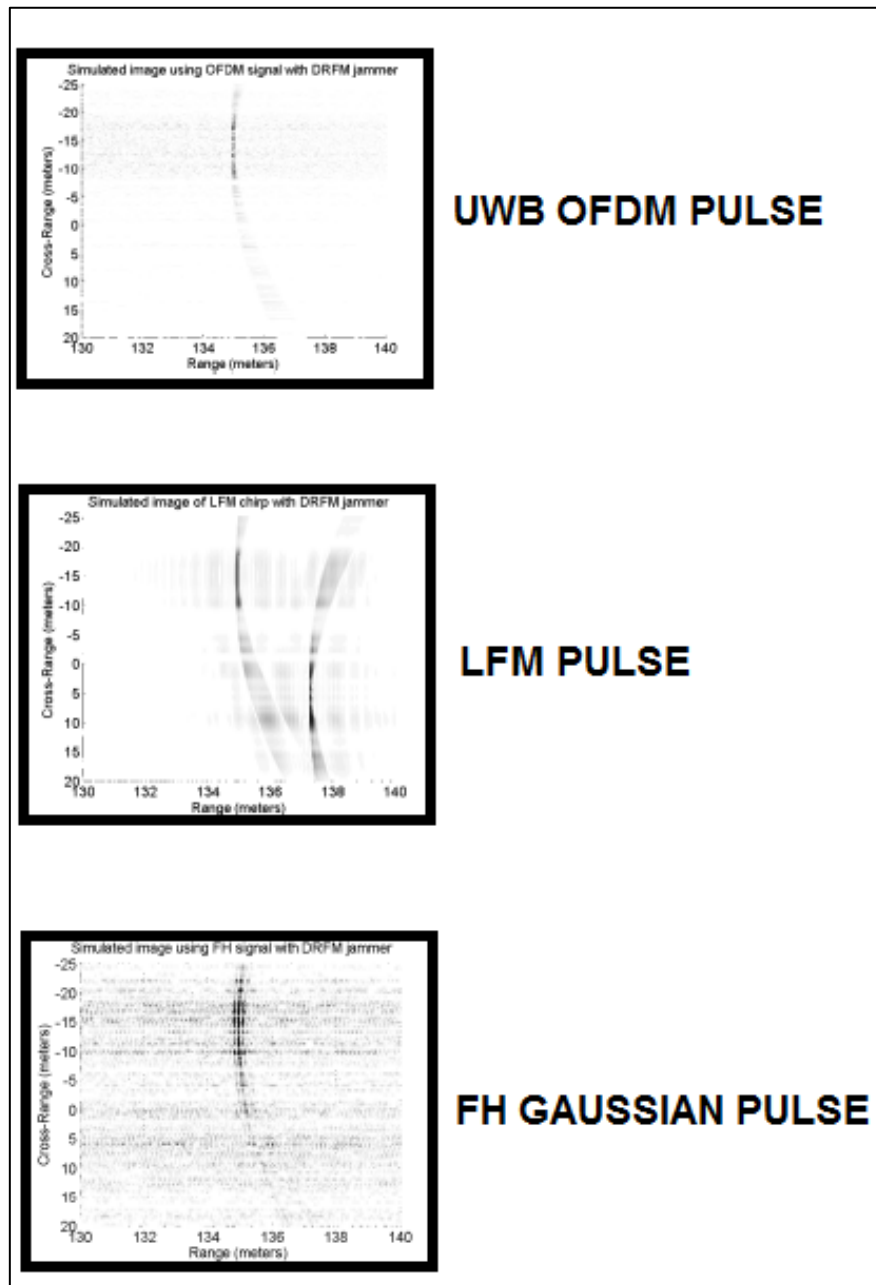 Simulated image using OFDM signal with DRFM jammer
-25
-20
-15
-10
-5
0
5
10
15
20
130 132 134 136 138 140
Cross-Range (meters)
Range (meters)
UWB OFDM PULSE
Simulated image of LFM chirp with DRFM jammer
-25
-20
-15
-10
-5
0
5
10
15
20
130 132 134 136 138 140
Cross-Range (meters)
Range (meters)
LFM PULSE
Simulated image using FH signal with DRFM jammer
-25
-20
-15
-10
-5
0
5
10
15
20
130 132 134 136 138 140
Cross-Range (meters)
Range (meters)
FH GAUSSIAN PULSE